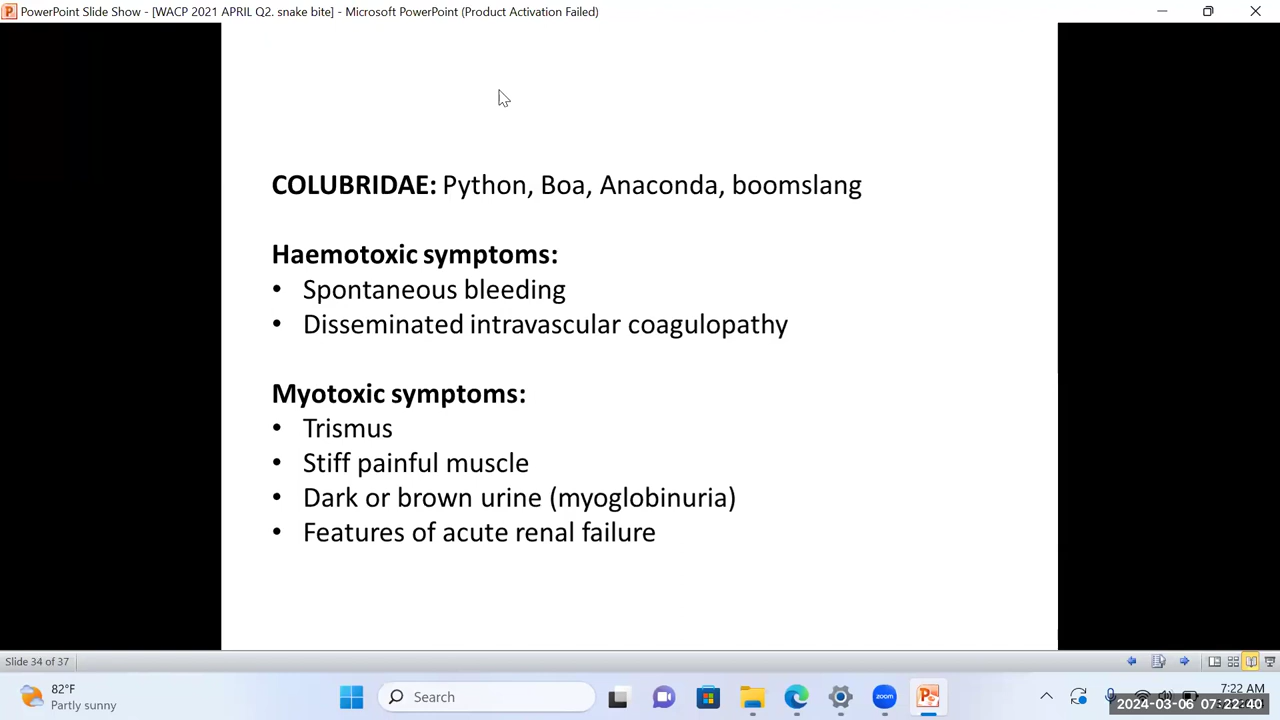 PowerPoint Slide Show - [WACP 2021 APRIL Q2. snake bite] - Microsoft PowerPoint (Product Activation Failed)
COLUBRIDAE: Python, Boa, Anaconda, boomslang
Haemotoxic symptoms:
• Spontaneous bleeding
• Disseminated intravascular coagulopathy
Myotoxic symptoms:
• Trismus
• Stiff painful muscle
• Dark or brown urine (myoglobinuria)
• Features of acute renal failure
Slide 34 of 37
82°F
Partly sunny
Search
zoom
7:22 AM
2024-03-06 07:22:40